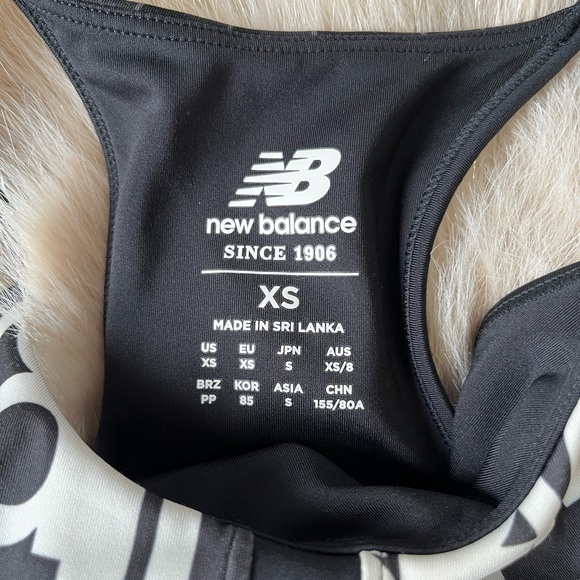 NB
new balance
SINCE 1906
XS
MADE IN SRI LANKA
US EU JPN AUS
XS XS S XS/8
BRZ KOR ASIA CHN
PP 85 S 155/80A